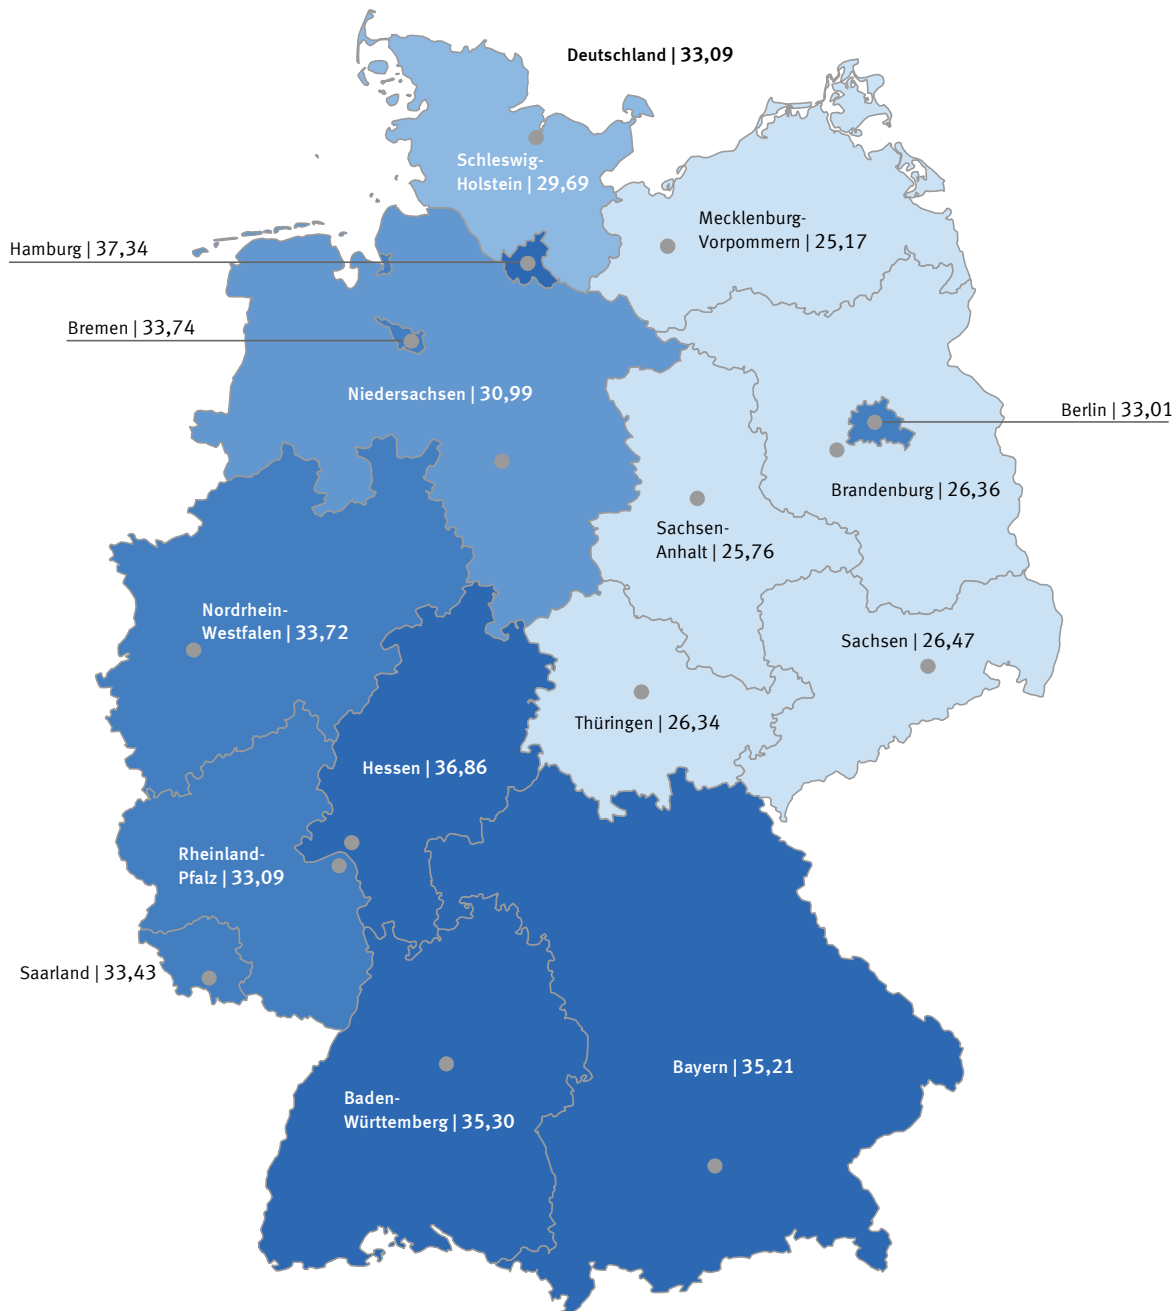 Deutschland | 33,09
Schleswig-
Holstein | 29,69
Mecklenburg-
Vorpommern | 25,17
Hamburg | 37,34
Bremen | 33,74
Niedersachsen | 30,99
Berlin | 33,01
Brandenburg | 26,36
Sachsen-
Anhalt | 25,76
Nordrhein-
Westfalen | 33,72
Sachsen | 26,47
Thüringen | 26,34
Hessen | 36,86
Rheinland-
Pfalz | 33,09
Saarland | 33,43
Bayern | 35,21
Baden-
Württemberg | 35,30